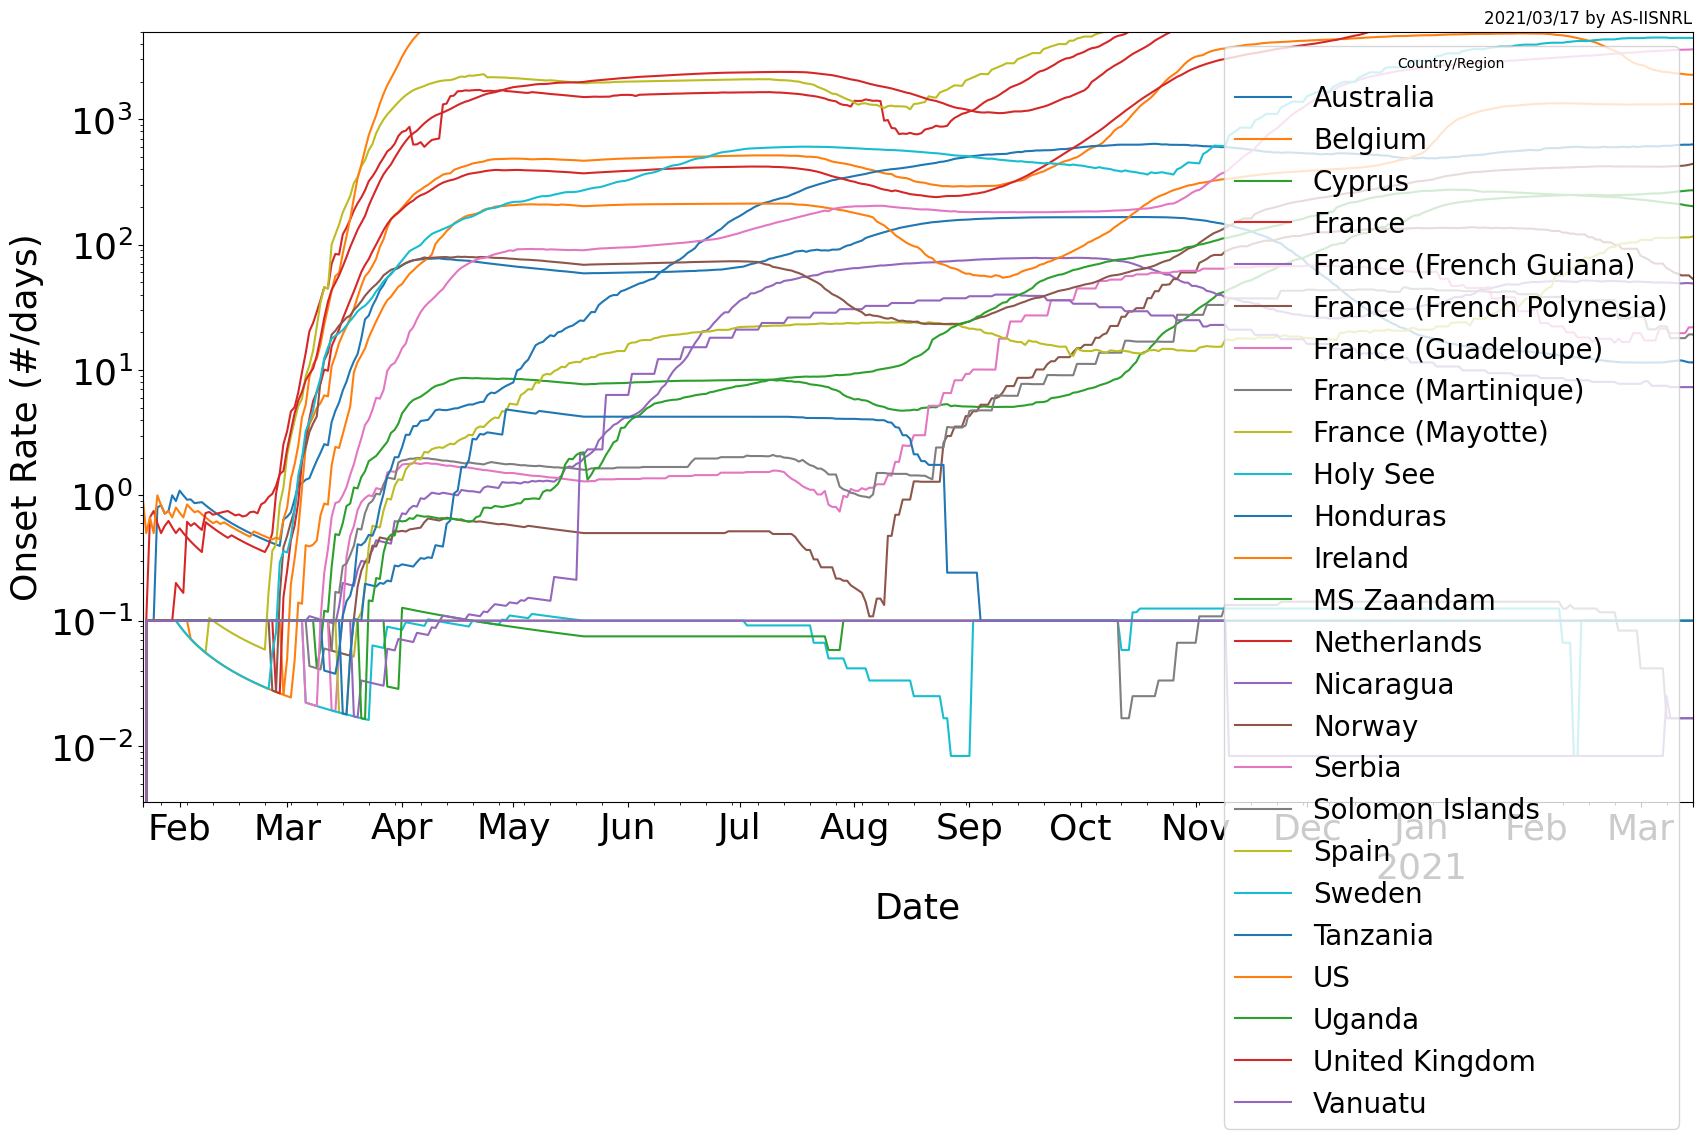 2021/03/17 by AS-IISNRL
Onset Rate (#/days)
10³
10²
10¹
10⁰
10⁻¹
10⁻²
Country/Region
Australia
Belgium
Cyprus
France
France (French Guiana)
France (French Polynesia)
France (Guadeloupe)
France (Martinique)
France (Mayotte)
Holy See
Honduras
Ireland
MS Zaandam
Netherlands
Nicaragua
Norway
Serbia
Solomon Islands
Spain
Sweden
Tanzania
US
Uganda
United Kingdom
Vanuatu
Feb Mar Apr May Jun Jul Aug Sep Oct Nov Dec Jan Feb Mar
2021
Date